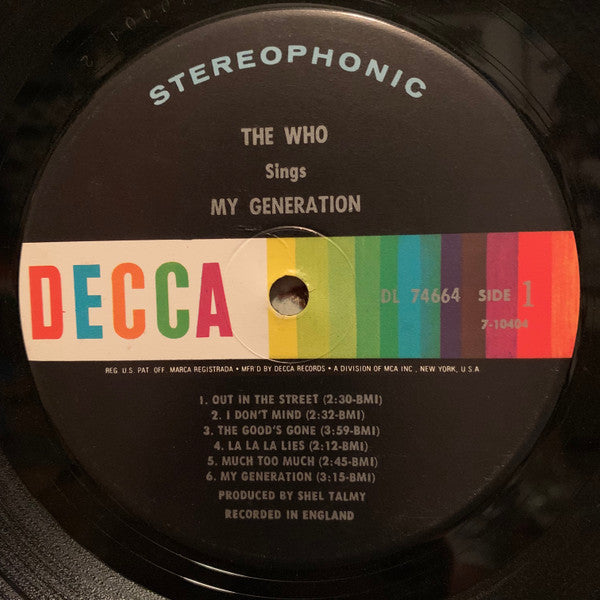 STEREOPHONIC
THE WHO
Sings
MY GENERATION
DECCA
DL 74664 SIDE 1
7-10404
REG. U.S. PAT. OFF. MARCA REGISTRADA • MFR'D BY DECCA RECORDS • A DIVISION OF MCA INC., NEW YORK, U.S.A
1. OUT IN THE STREET (2:30-BMI)
2. I DON'T MIND (2:32-BMI)
3. THE GOOD'S GONE (3:59-BMI)
4. LA LA LA LIES (2:12-BMI)
5. MUCH TOO MUCH (2:45-BMI)
6. MY GENERATION (3:15-BMI)
PRODUCED BY SHEL TALMY
RECORDED IN ENGLAND